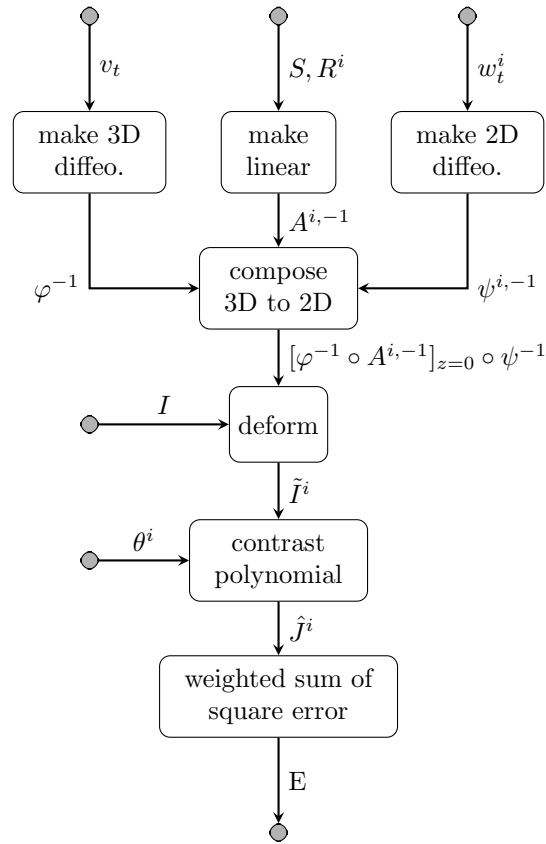 v_t
S, R^i
w_t^i
make 3D
diffeo.
make
linear
make 2D
diffeo.
A^{i,-1}
φ^{-1}
compose
3D to 2D
ψ^{i,-1}
[φ^{-1} ∘ A^{i,-1}]_{z=0} ∘ ψ^{-1}
I
deform
Ĩ^i
θ^i
contrast
polynomial
Ĵ^i
weighted sum of
square error
E